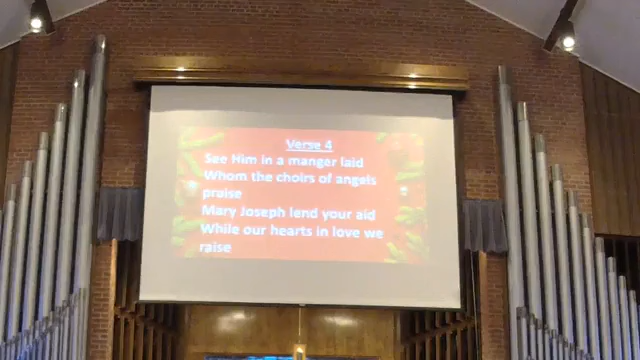 Verse 4
See Him in a manger laid
Whom the choirs of angels
praise
Mary Joseph lend your aid
While our hearts in love we
raise